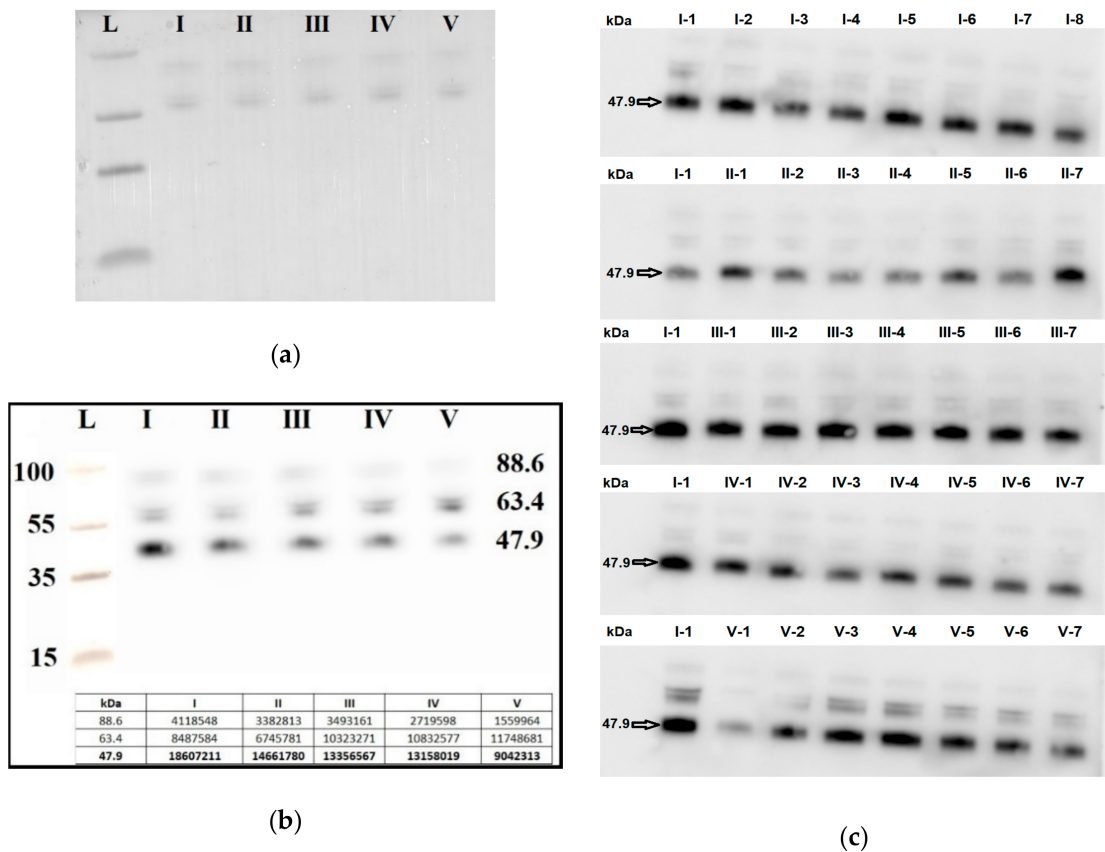 L I II III IV V
(a)
L I II III IV V
100 88.6
55 63.4
35 47.9
15
kDa I II III IV V
88.6 4118548 3382813 3493161 2719598 1559964
63.4 8487584 6745781 10323271 10832577 11748681
47.9 18607211 14661780 13356567 13158019 9042313
(b)
kDa I-1 I-2 I-3 I-4 I-5 I-6 I-7 I-8
47.9
kDa I-1 II-1 II-2 II-3 II-4 II-5 II-6 II-7
47.9
kDa I-1 III-1 III-2 III-3 III-4 III-5 III-6 III-7
47.9
kDa I-1 IV-1 IV-2 IV-3 IV-4 IV-5 IV-6 IV-7
47.9
kDa I-1 V-1 V-2 V-3 V-4 V-5 V-6 V-7
47.9
(c)